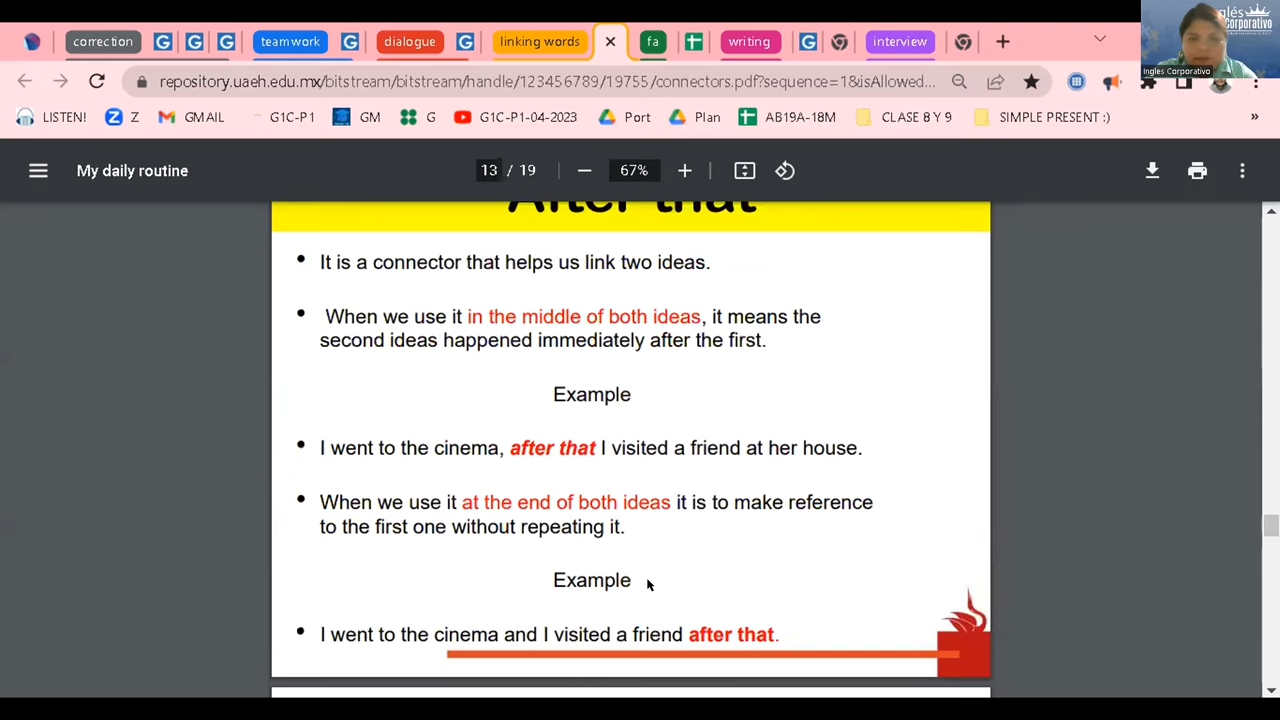 correction
teamwork
dialogue
linking words
fa
writing
interview
glés
Corporativo
Ingles Corporativo
repository.uaeh.edu.mx/bitstream/bitstream/handle/123456789/19755/connectors.pdf?sequence=1&isAllowed...
LISTEN!
Z
GMAIL
G1C-P1
GM
G
G1C-P1-04-2023
Port
Plan
AB19A-18M
CLASE 8 Y 9
SIMPLE PRESENT :)
»
My daily routine
13 / 19
67%
After that
• It is a connector that helps us link two ideas.
• When we use it in the middle of both ideas, it means the
second ideas happened immediately after the first.
Example
• I went to the cinema, after that I visited a friend at her house.
• When we use it at the end of both ideas it is to make reference
to the first one without repeating it.
Example
• I went to the cinema and I visited a friend after that.